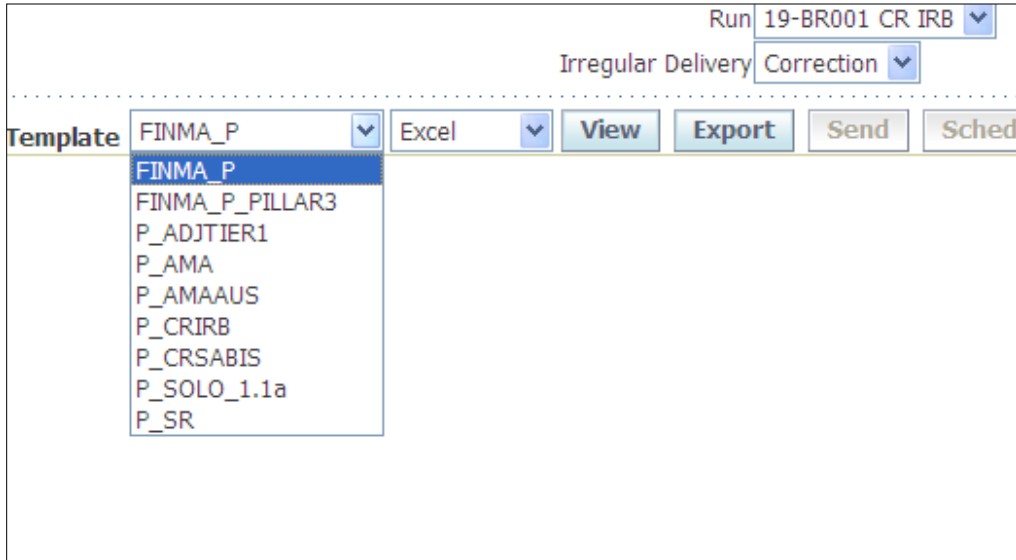 Run 19-BR001 CR IRB
Irregular Delivery Correction
Template FINMA_P Excel View Export Send Sched
FINMA_P
FINMA_P_PILLAR3
P_ADJTIER1
P_AMA
P_AMAAUS
P_CRIRB
P_CRSABIS
P_SOLO_1.1a
P_SR